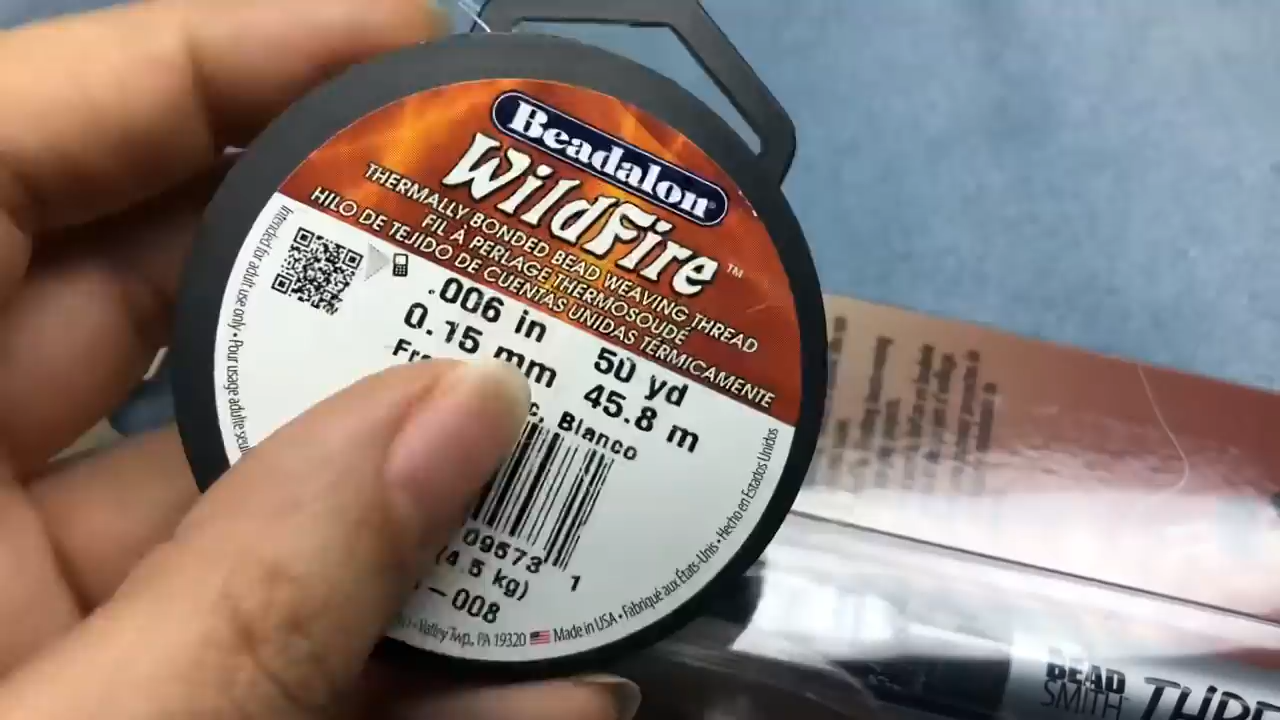 Beadalon®
WildFire™
THERMALLY BONDED BEAD WEAVING THREAD
FIL À PERLAGE THERMOSOUDÉ
HILO DE TEJIDO DE CUENTAS UNIDAS TÉRMICAMENTE
.006 in 50 yd
0.15 mm 45.8 m
Blanco
09573 1
(4.5 kg)
-008
Intended for adult use only • Pour usage adulte
Valley Twp., PA 19320 Made in USA • Fabriqué aux États-Unis • Hecho en Estados Unidos
BEAD
SMITH